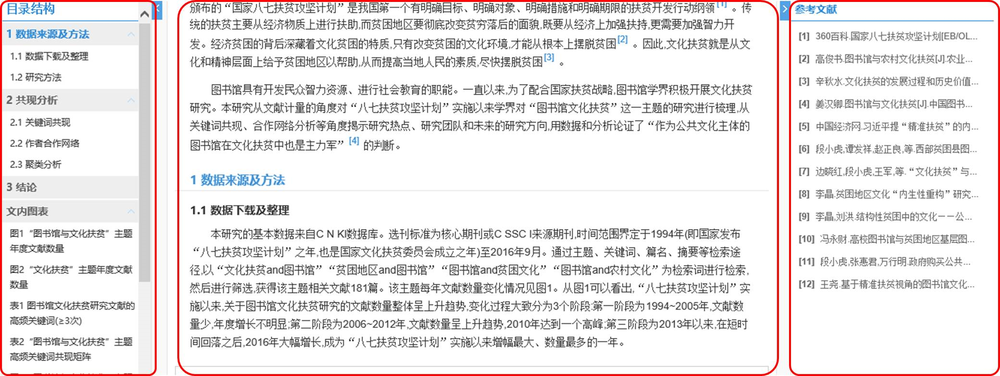 目录结构
1 数据来源及方法
1.1 数据下载及整理
1.2 研究方法
2 共现分析
2.1 关键词共现
2.2 作者合作网络
2.3 聚类分析
3 结论
文内图表
图1 “图书馆与文化扶贫”主题
年度文献数量
图2 “文化扶贫”主题年度文献
数量
表1 图书馆文化扶贫研究文献的
高频关键词(≥3次)
表2 “图书馆与文化扶贫”主题
高频关键词共现矩阵
颁布的“国家八七扶贫攻坚计划”是我国第一个有明确目标、明确对象、明确措施和明确期限的扶贫开发行动纲领[1] 。传
统的扶贫主要从经济物质上进行扶助,而贫困地区要彻底改变贫穷落后的面貌,既要从经济上加强扶持,更需要加强智力开
发。经济贫困的背后深藏着文化贫困的特质,只有改变贫困的文化环境,才能从根本上摆脱贫困[2] 。因此,文化扶贫就是从文
化和精神层面上给予贫困地区以帮助,从而提高当地人民的素质,尽快摆脱贫困[3] 。
图书馆具有开发民众智力资源、进行社会教育的职能。一直以来,为了配合国家扶贫战略,图书馆学界积极开展文化扶贫
研究。本研究从文献计量的角度对“八七扶贫攻坚计划”实施以来学界对“图书馆文化扶贫”这一主题的研究进行梳理,从
关键词共现、合作网络分析等角度揭示研究热点、研究团队和未来的研究方向,用数据和分析论证了“作为公共文化主体的
图书馆在文化扶贫中也是主力军” [4] 的判断。
1 数据来源及方法
1.1 数据下载及整理
本研究的基本数据来自C N KI数据库。选刊标准为核心期刊或C SSC I来源期刊,时间范围界定于1994年(即国家发布
“八七扶贫攻坚计划”之年,也是国家文化扶贫委员会成立之年)至2016年9月。通过主题、关键词、篇名、摘要等检索途
径,以“文化扶贫and图书馆”“贫困地区and图书馆”“图书馆and贫困文化”“图书馆and农村文化”为检索词进行检索,
然后进行筛选,获得该主题相关文献181篇。该主题每年文献数量变化情况见图1。从图1可以看出,“八七扶贫攻坚计划”实
施以来,关于图书馆文化扶贫研究的文献数量整体呈上升趋势,变化过程大致分为3个阶段:第一阶段为1994~2005年,文献数
量少,年度增长不明显;第二阶段为2006~2012年,文献数量呈上升趋势,2010年达到一个高峰;第三阶段为2013年以来,在短时
间回落之后,2016年大幅增长,成为“八七扶贫攻坚计划”实施以来增幅最大、数量最多的一年。
参考文献
[1] 360百科.国家八七扶贫攻坚计划[EB/OL...
[2] 高俊书.图书馆与农村文化扶贫[J].农业...
[3] 辛秋水.文化扶贫的发展过程和历史价值...
[4] 姜汉卿.图书馆与文化扶贫[J].中国图书...
[5] 中国经济网.习近平提“精准扶贫”的内...
[6] 段小虎,谭发祥,赵正良,等.西部贫困县图...
[7] 边晓红,段小虎,王军,等.“文化扶贫”与...
[8] 李晶.贫困地区文化“内生性重构”研究...
[9] 李晶,刘洪.结构性贫困中的文化——公...
[10] 冯永财.高校图书馆与贫困地区基层图...
[11] 段小虎,张惠君,万行明.政府购买公共...
[12] 王尧.基于精准扶贫视角的图书馆文化...